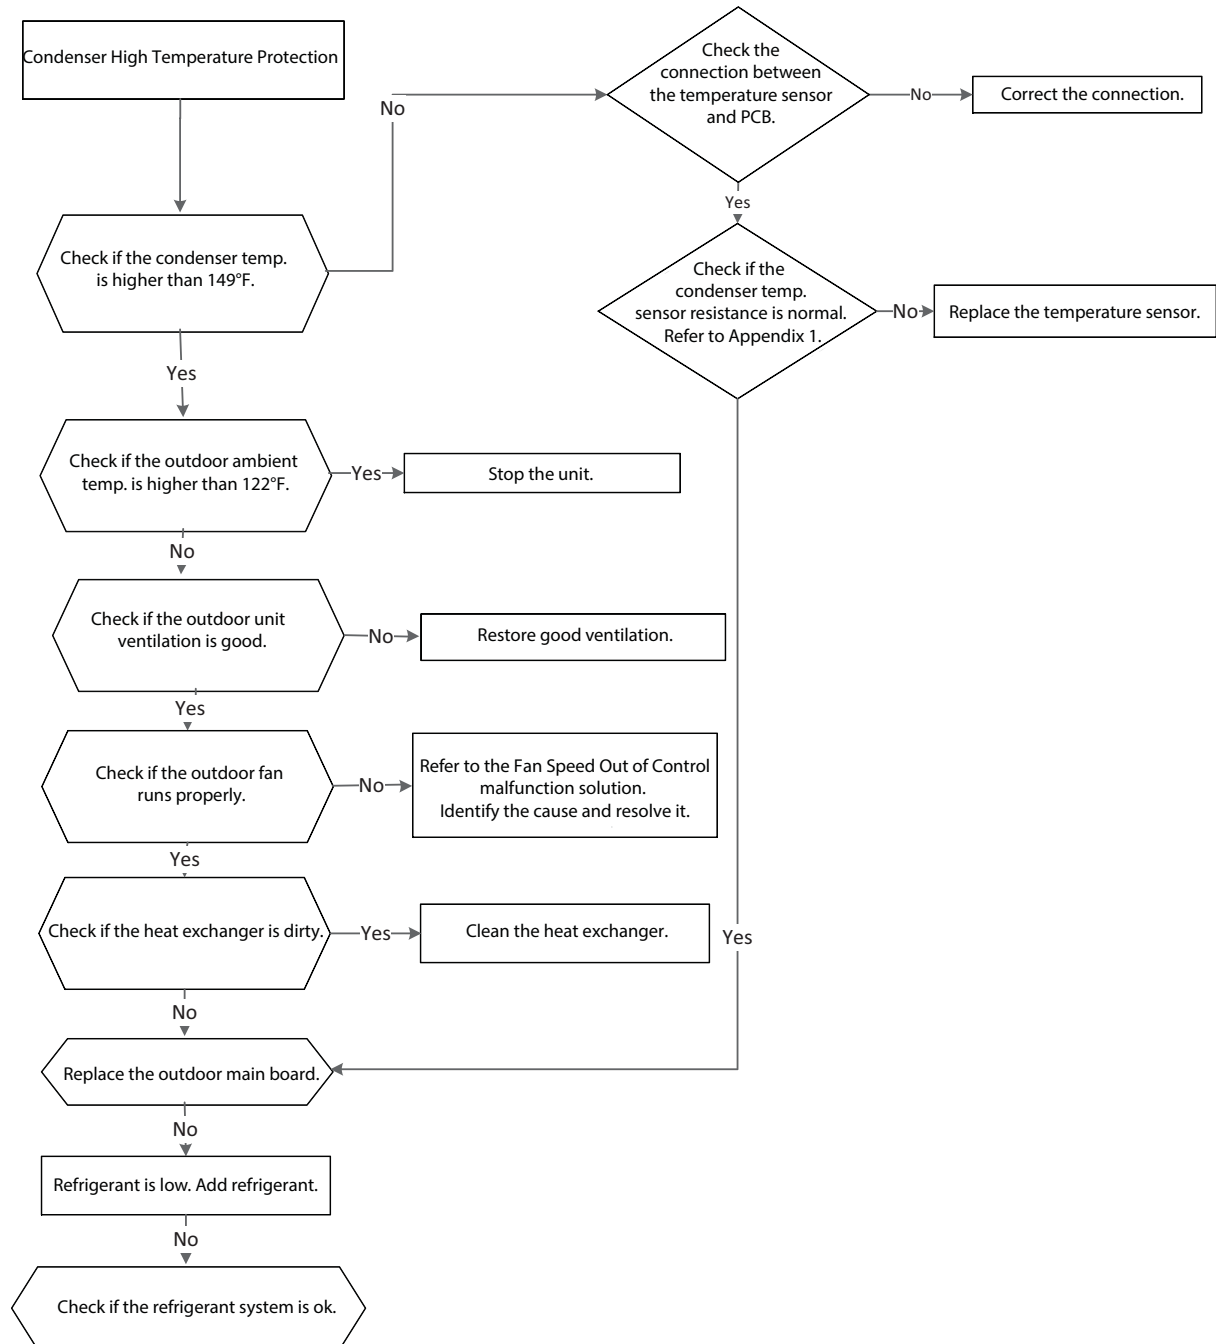 Condenser High Temperature Protection
No
Check the
connection between
the temperature sensor
and PCB.
No
Correct the connection.
Yes
Check if the condenser temp.
is higher than 149°F.
Check if the
condenser temp.
sensor resistance is normal.
Refer to Appendix 1.
No
Replace the temperature sensor.
Yes
Check if the outdoor ambient
temp. is higher than 122°F.
Yes
Stop the unit.
No
Check if the outdoor unit
ventilation is good.
No
Restore good ventilation.
Yes
Check if the outdoor fan
runs properly.
No
Refer to the Fan Speed Out of Control
malfunction solution.
Identify the cause and resolve it.
Yes
Check if the heat exchanger is dirty.
Yes
Clean the heat exchanger.
Yes
No
Replace the outdoor main board.
No
Refrigerant is low. Add refrigerant.
No
Check if the refrigerant system is ok.